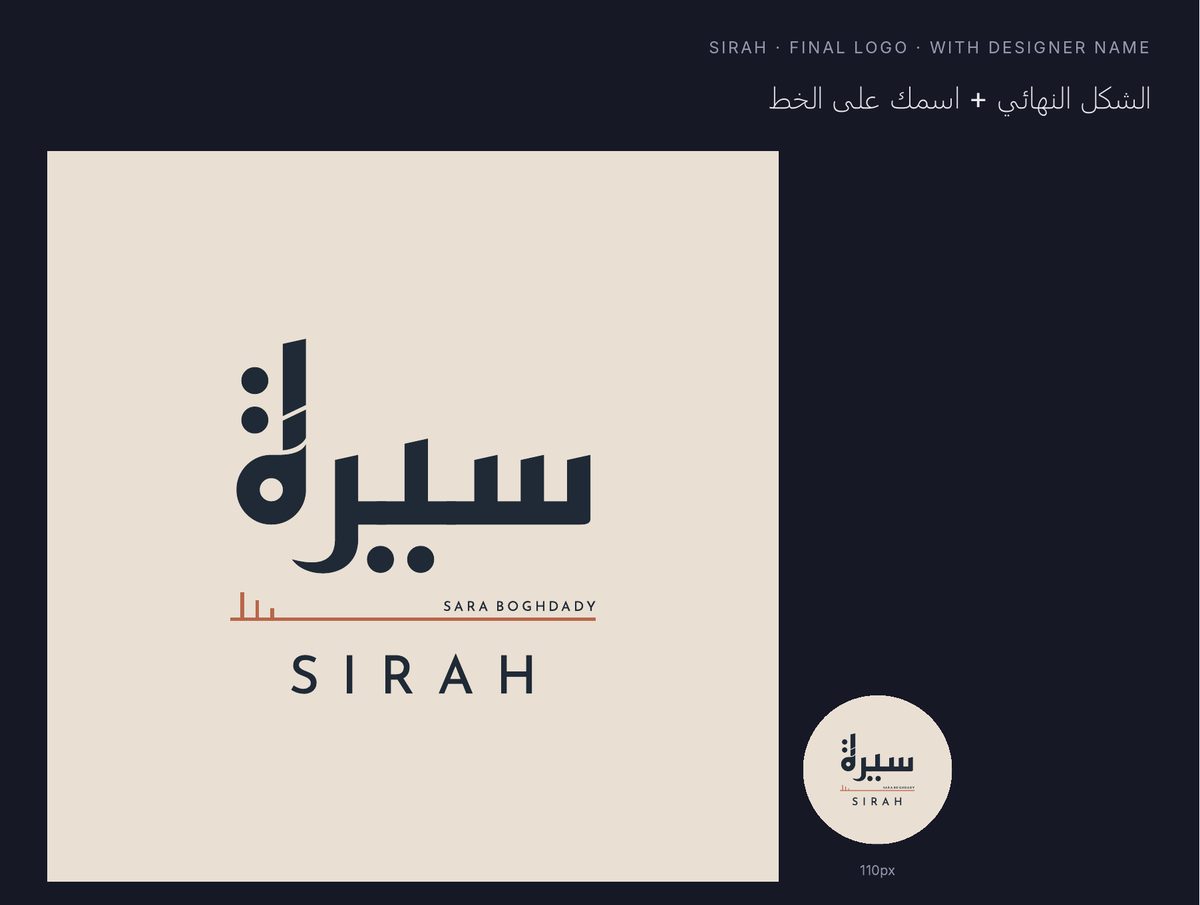 SIRAH · FINAL LOGO · WITH DESIGNER NAME
الشكل النهائي + اسمك على الخط
سيرة
SARA BOGHDADY
SIRAH
سيرة
SARA BOGHDADY
SIRAH
110px